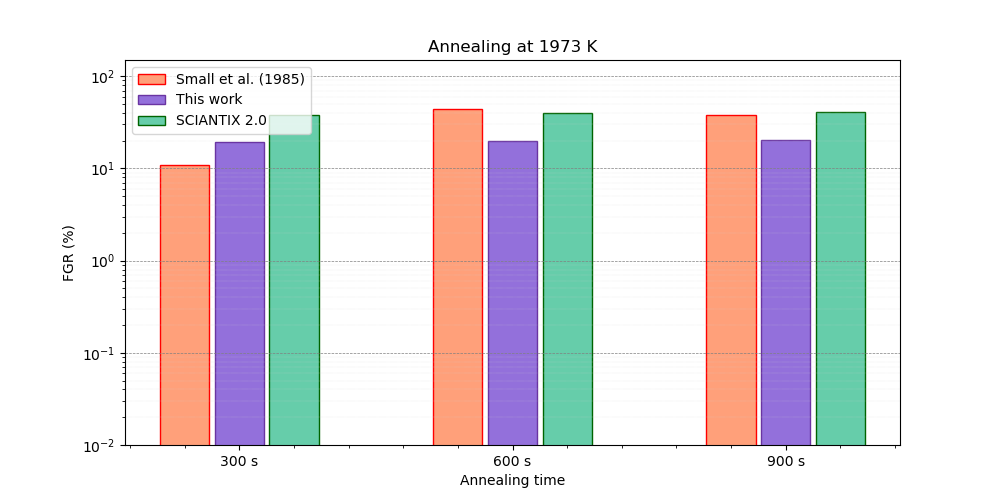 Annealing at 1973 K
Small et al. (1985)
This work
SCIANTIX 2.0
10²
10¹
10⁰
10⁻¹
10⁻²
FGR (%)
300 s
600 s
900 s
Annealing time